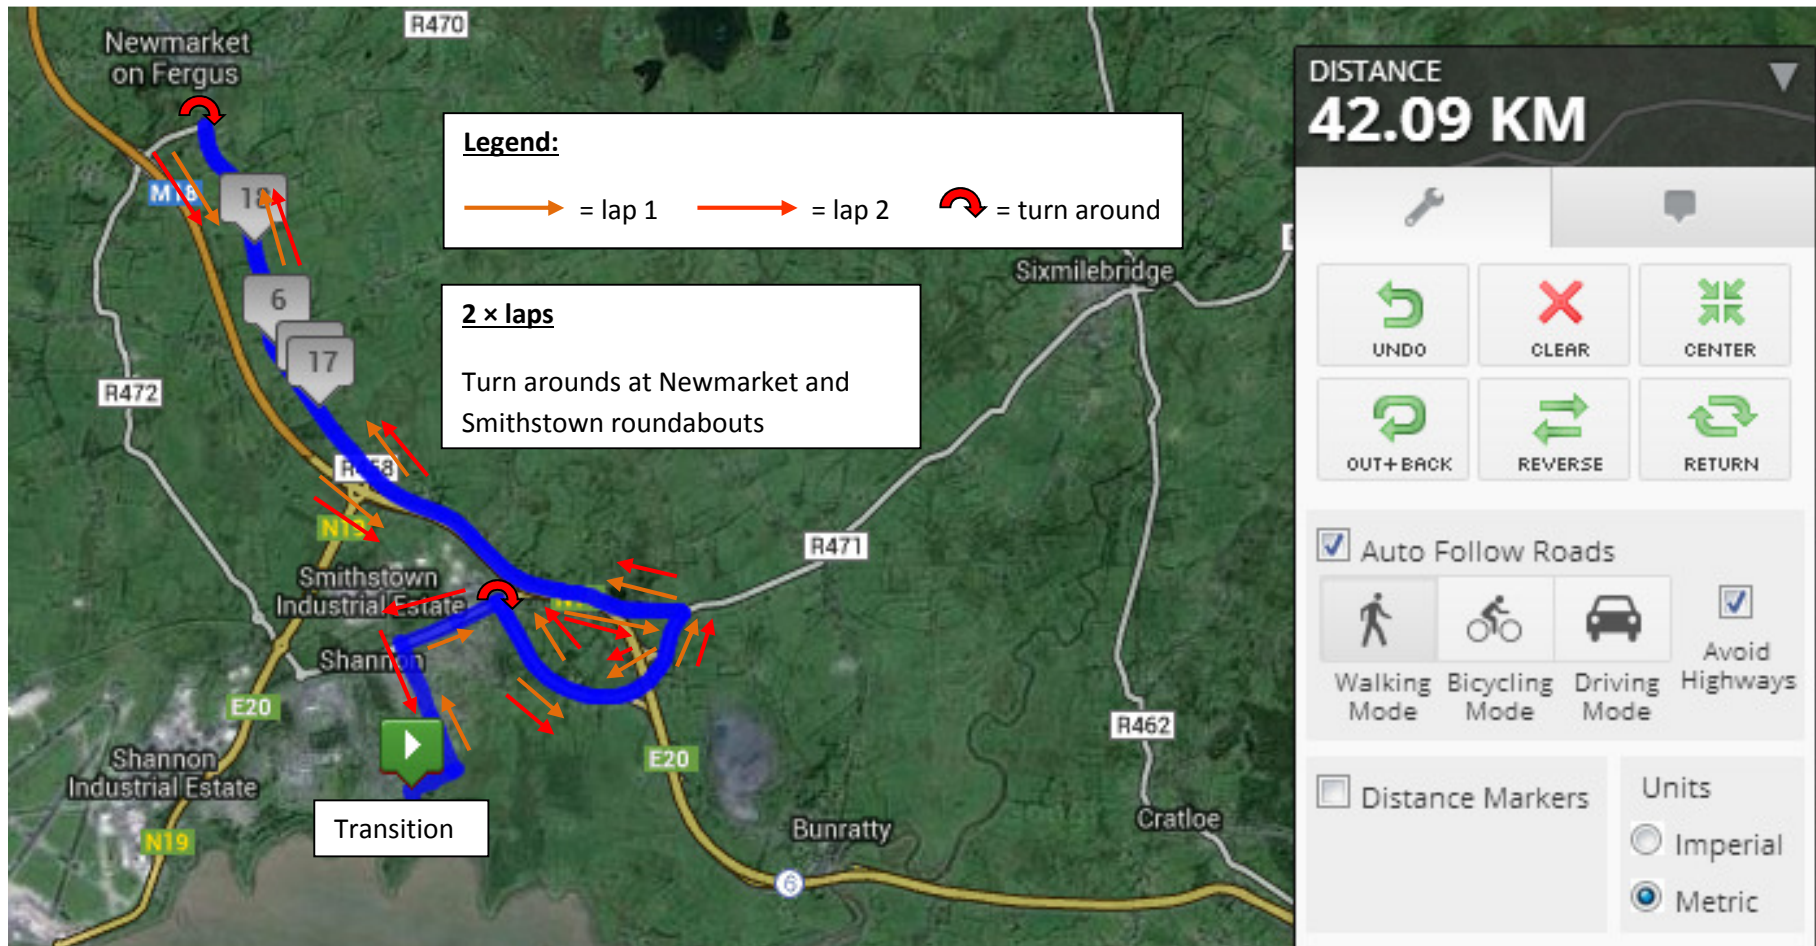 R470
Newmarket
on Fergus
M18
18
Legend:
= lap 1
= lap 2
= turn around
Sixmilebridge
6
17
2 × laps
Turn arounds at Newmarket and
Smithstown roundabouts
R472
R458
N19
R471
Smithstown
Industrial Estate
Shannon
E20
Shannon
Industrial Estate
N19
Transition
E20
R462
Bunratty
Cratloe
6
DISTANCE
42.09 KM
UNDO
CLEAR
CENTER
OUT+BACK
REVERSE
RETURN
Auto Follow Roads
Walking
Mode
Bicycling
Mode
Driving
Mode
Avoid
Highways
Distance Markers
Units
Imperial
Metric